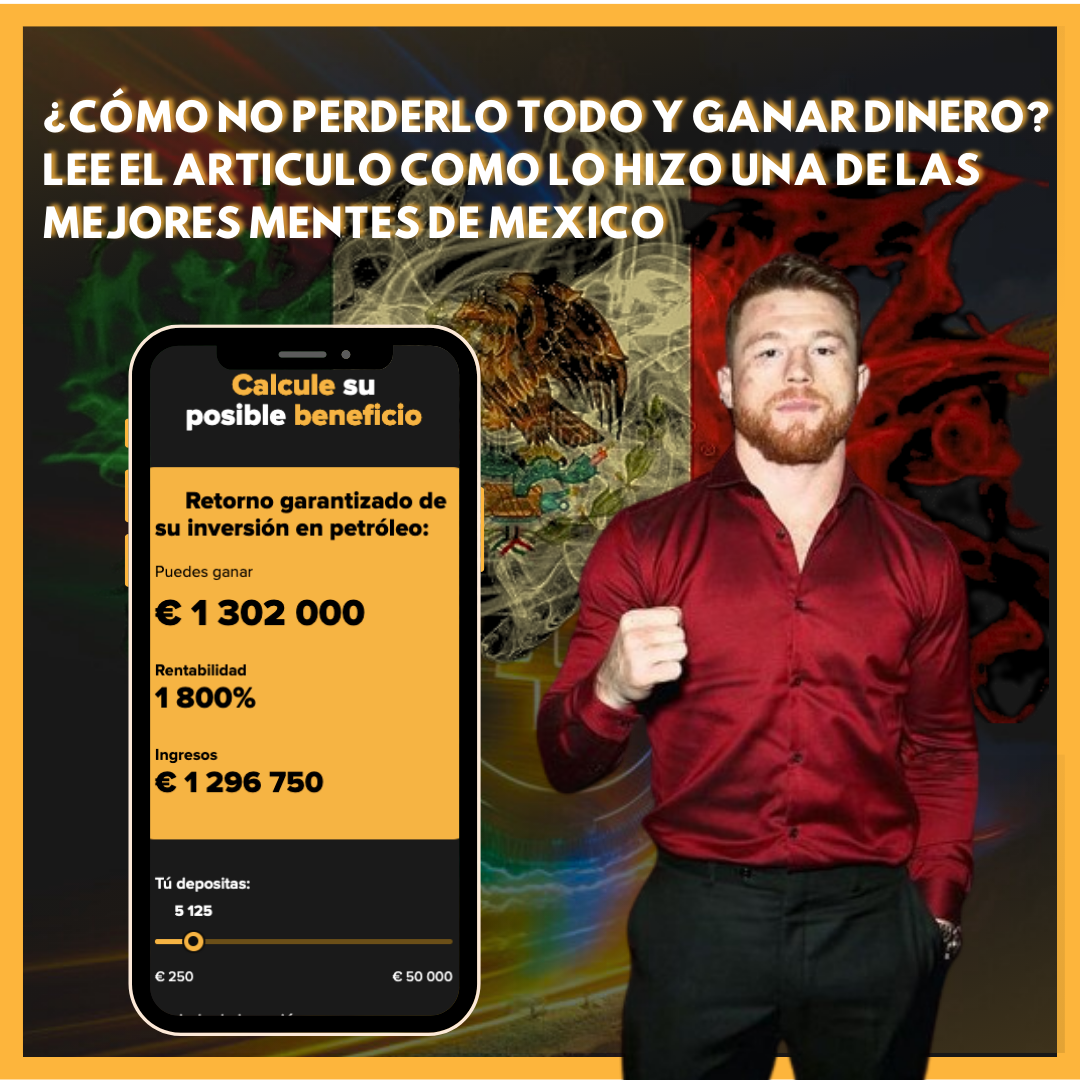 ¿CÓMO NO PERDERLO TODO Y GANAR DINERO?
LEE EL ARTICULO COMO LO HIZO UNA DE LAS
MEJORES MENTES DE MEXICO
Calcule su
posible beneficio
Retorno garantizado de
su inversión en petróleo:
Puedes ganar
€ 1 302 000
Rentabilidad
1 800%
Ingresos
€ 1 296 750
Tú depositas:
5 125
€ 250 € 50 000